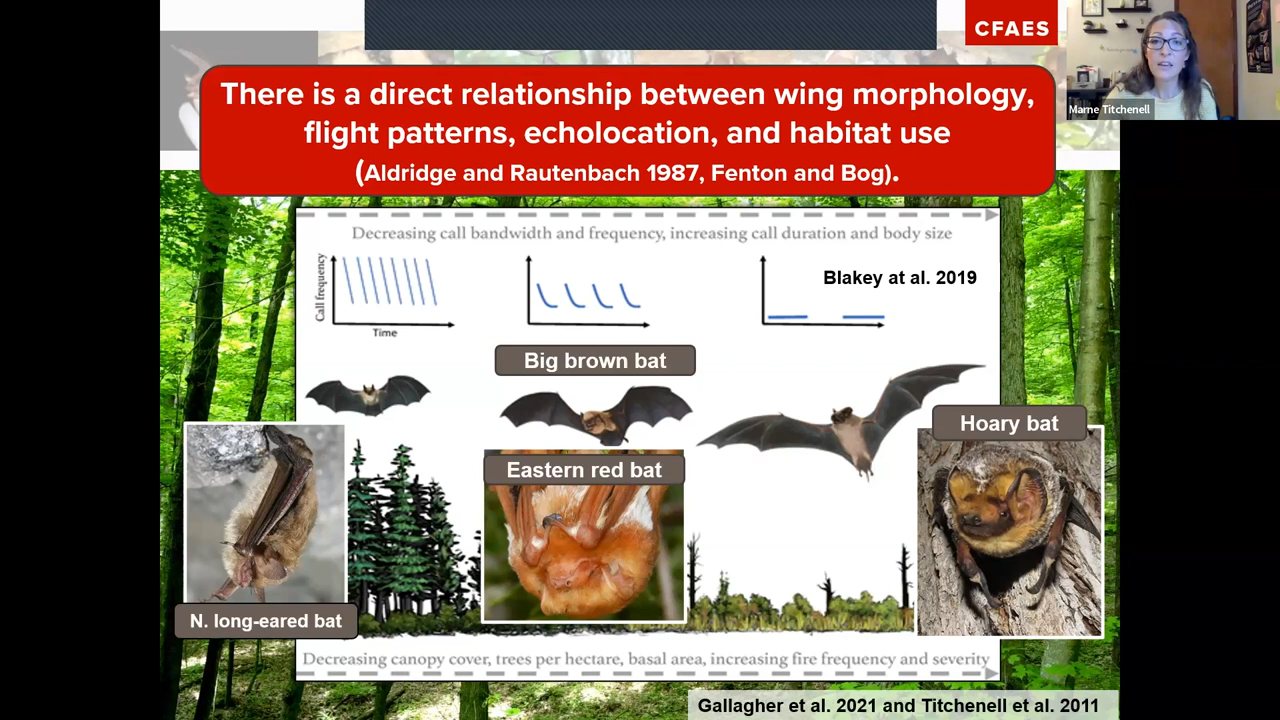 CFAES
Marne Titchenell
There is a direct relationship between wing morphology,
flight patterns, echolocation, and habitat use
(Aldridge and Rautenbach 1987, Fenton and Bog).
Decreasing call bandwidth and frequency, increasing call duration and body size
Call frequency
Time
Blakey at al. 2019
Big brown bat
Hoary bat
Eastern red bat
N. long-eared bat
Decreasing canopy cover, trees per hectare, basal area, increasing fire frequency and severity
Gallagher et al. 2021 and Titchenell et al. 2011